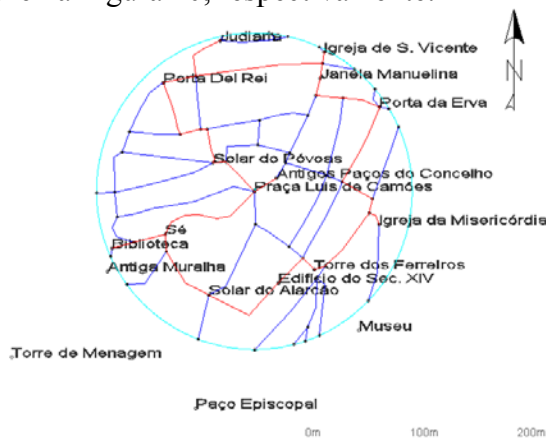 Judiaria
Igreja de S. Vicente
Porta Del Rei
Janela Manuelina
N
Porta da Erva
Solar do Póvoas
Antigos Paços do Concelho
Praça Luis de Camões
Igreja da Misericórdia
Sé
Biblioteca
Antiga Muralha
Torre dos Ferreiros
Edificio do Sec. XIV
Solar do Alarcão
Museu
Torre de Menagem
Paço Episcopal
0m 100m 200m